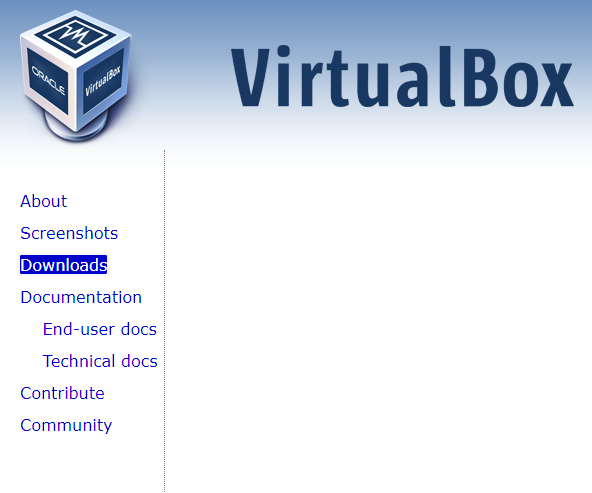 ORACLE
VirtualBox
VirtualBox
About
Screenshots
Downloads
Documentation
End-user docs
Technical docs
Contribute
Community